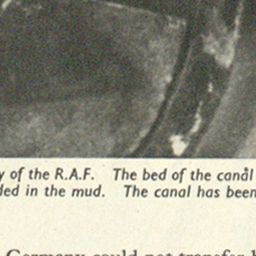 y of the R.A.F. The bed of the canal
ded in the mud. The canal has been
Germany could not transfer